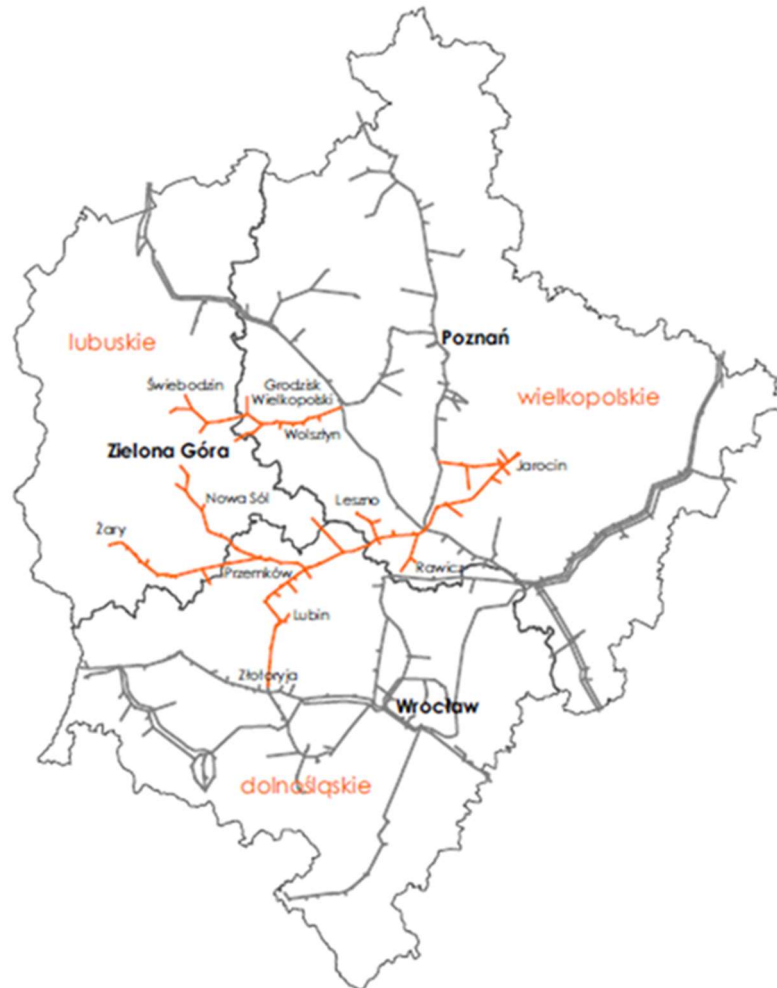 Poznań
lubuskie
Świebodzin
Grodzisk
Wielkopolski
wielkopolskie
Wolsztyn
Zielona Góra
Jarocin
Nowa Sól
Leszno
Żary
Przemków
Rawicz
Lubin
Złotoryja
Wrocław
dolnośląskie